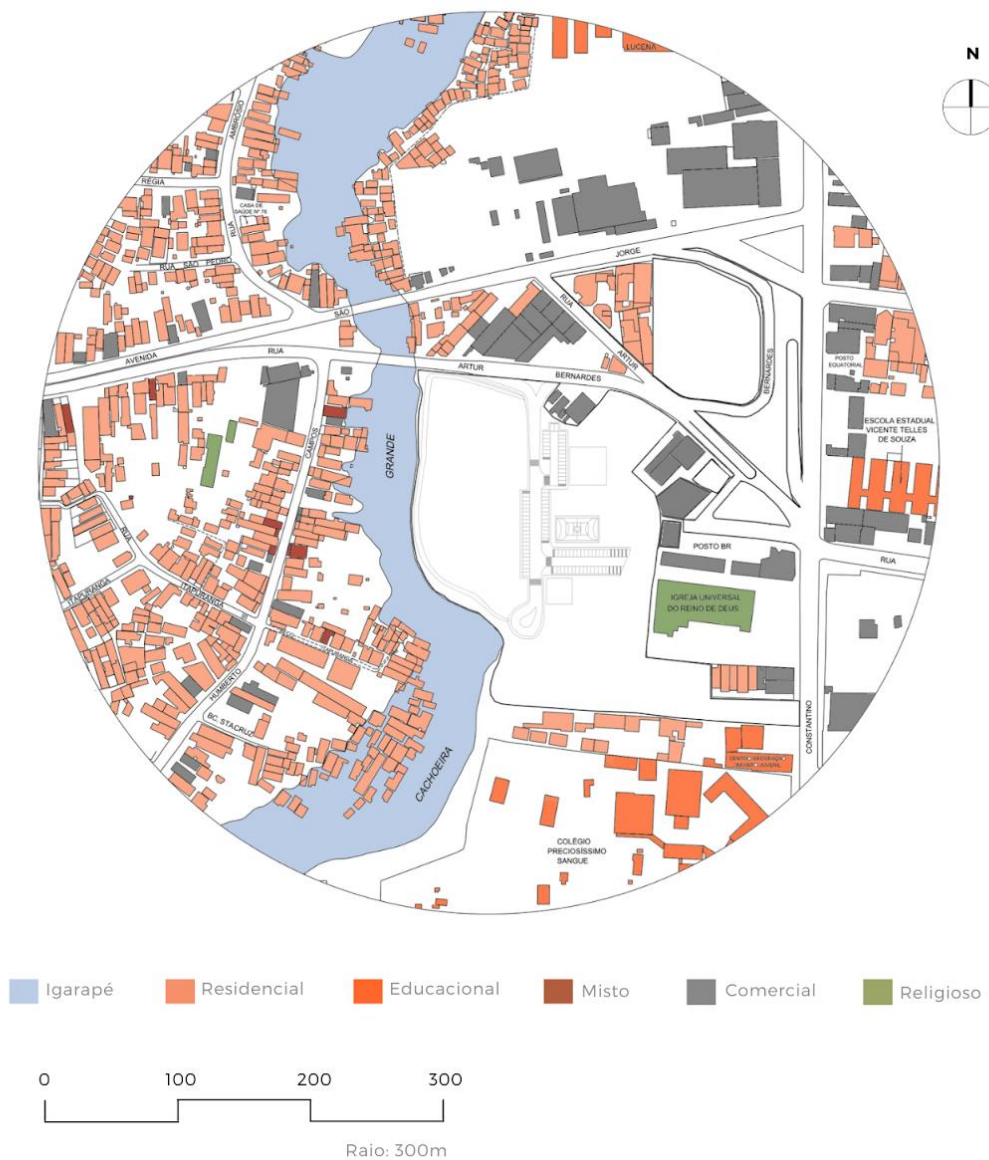 LUCENA
N
AMBRÓSIO
RÉGIA
CASA DE
SAÚDE Nº 76
RUA
RUA SÃO PEDRO
JORGE
SÃO
AVENIDA
RUA
RUA
ARTUR
ARTUR
BERNARDES
BERNARDES
POSTO
EQUATORIAL
ESCOLA ESTADUAL
VICENTE TELLES
DE SOUZA
CAMPOS
GRANDE
RUA
ITAPURANGA
ITAPURANGA
POSTO BR
RUA
IGREJA UNIVERSAL
DO REINO DE DEUS
HUMBERTO
BC. STACRUZ
CONSTANTINO
CACHOEIRA
COLÉGIO
PRECIOSÍSSIMO
SANGUE
Igarapé
Residencial
Educacional
Misto
Comercial
Religioso
0 100 200 300
Raio: 300m